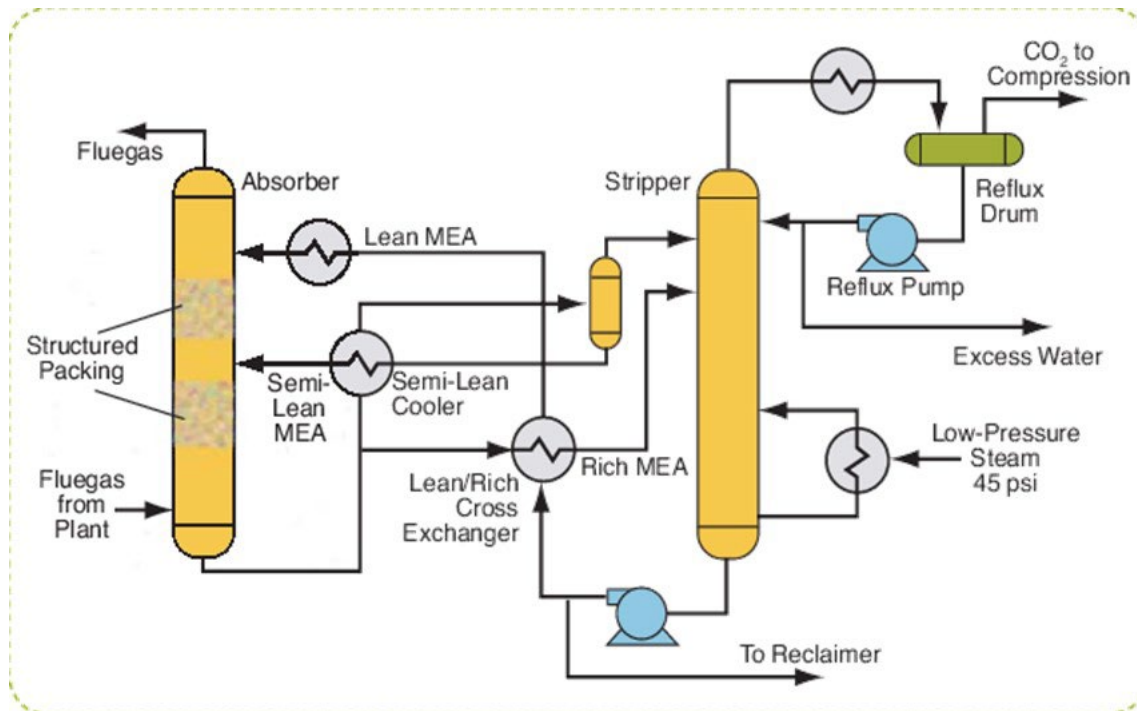 CO₂ to
Compression
Fluegas
Absorber
Stripper
Reflux
Drum
Lean MEA
Reflux Pump
Structured
Packing
Excess Water
Semi-
Lean
MEA
Semi-Lean
Cooler
Low-Pressure
Steam
45 psi
Rich MEA
Fluegas
from
Plant
Lean/Rich
Cross
Exchanger
To Reclaimer